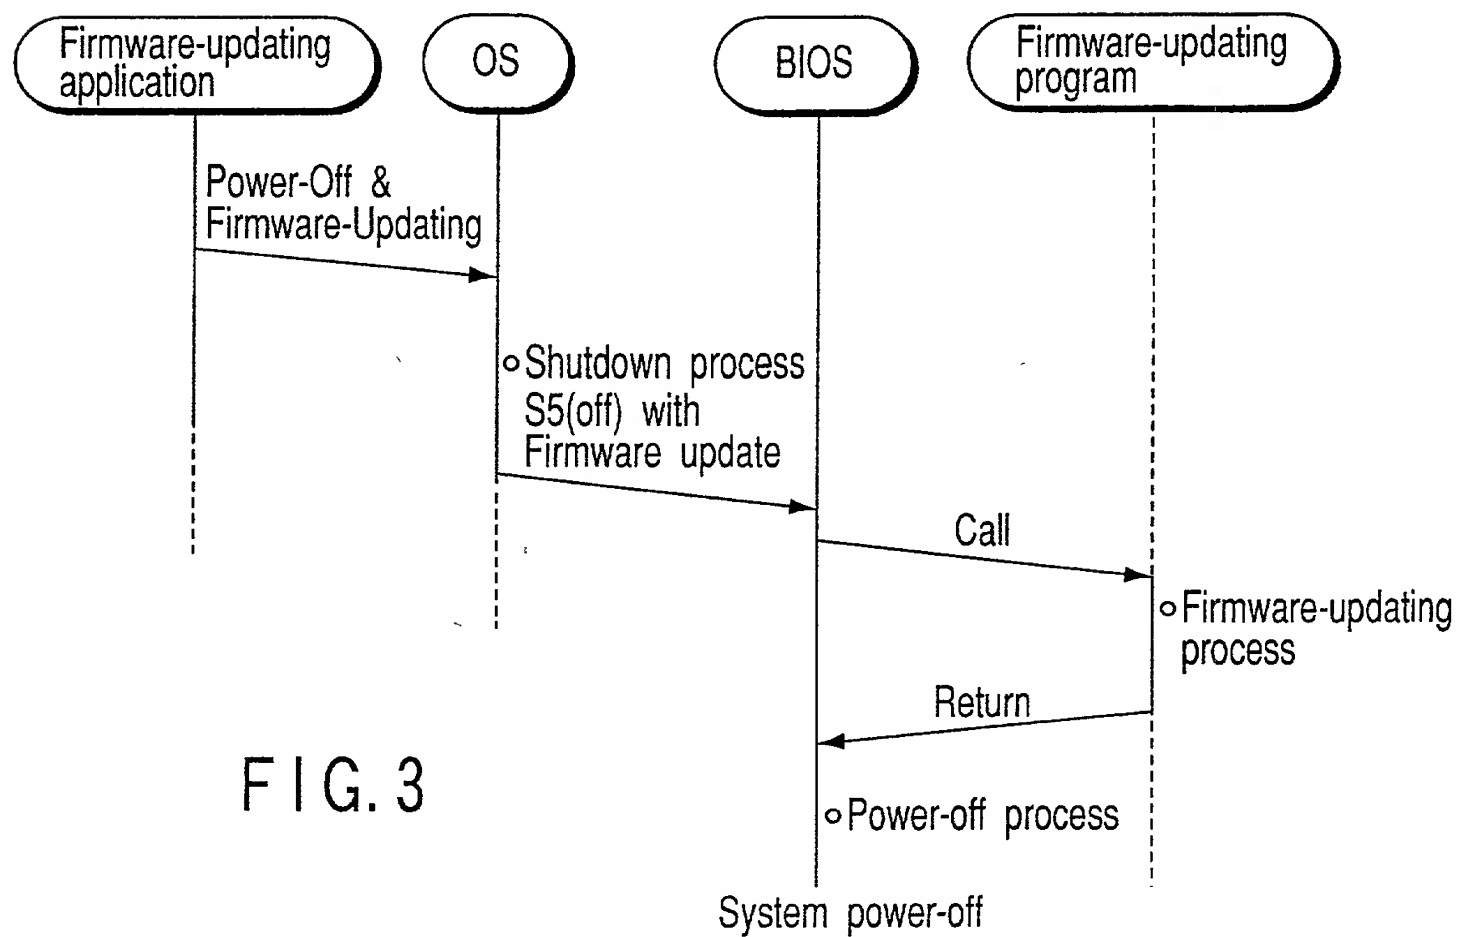 Firmware-updating
application
OS
BIOS
Firmware-updating
program
Power-Off &
Firmware-Updating
Shutdown process
S5(off) with
Firmware update
Call
Firmware-updating
process
Return
FIG. 3
Power-off process
System power-off